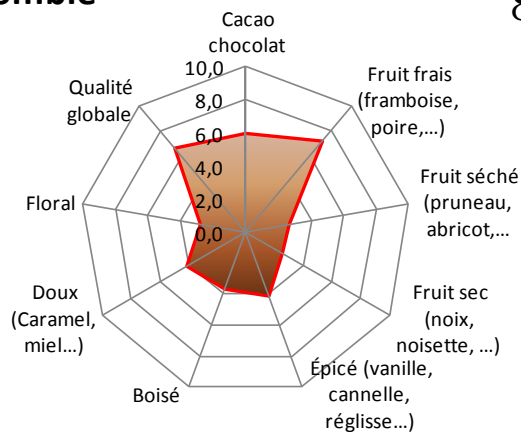 Cacao
chocolat
10,0
8,0
6,0
4,0
2,0
0,0
Fruit frais
(framboise,
poire,...)
Fruit séché
(pruneau,
abricot,...
Fruit sec
(noix,
noisette, ...)
Épicé (vanille,
cannelle,
réglisse...)
Boisé
Doux
(Caramel,
miel...)
Floral
Qualité
globale